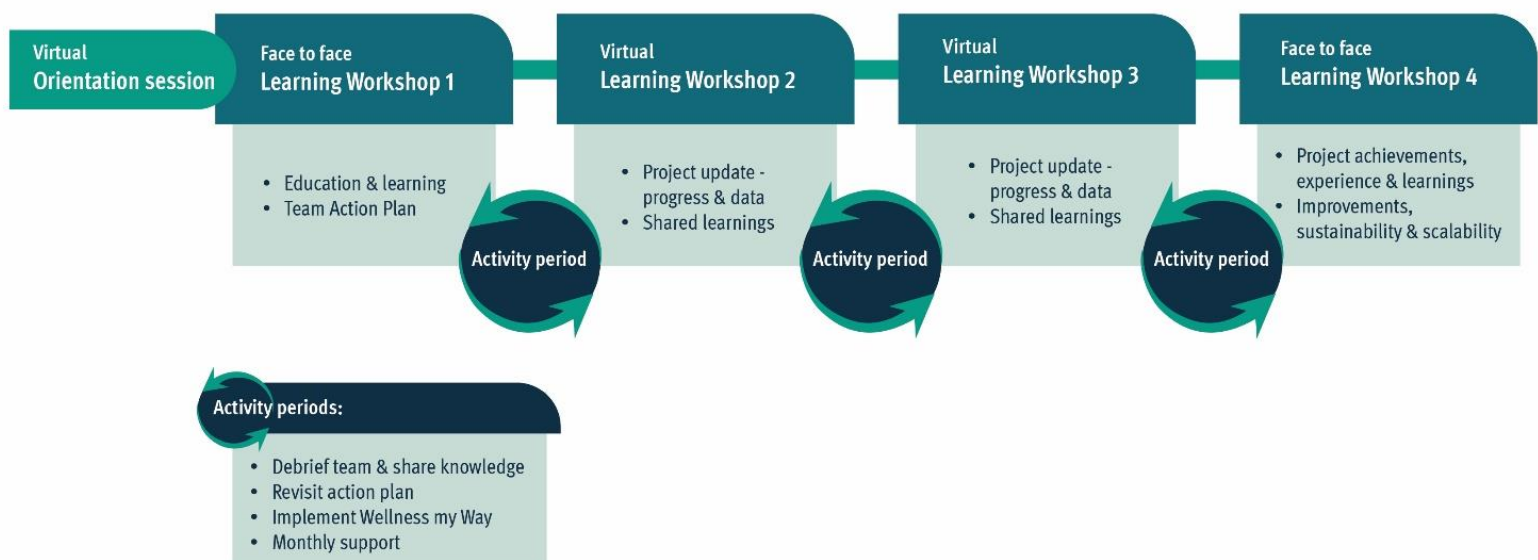 Virtual
Orientation session
Face to face
Learning Workshop 1
• Education & learning
• Team Action Plan
Activity period
Virtual
Learning Workshop 2
• Project update -
progress & data
• Shared learnings
Activity period
Virtual
Learning Workshop 3
• Project update -
progress & data
• Shared learnings
Activity period
Face to face
Learning Workshop 4
• Project achievements,
experience & learnings
• Improvements,
sustainability & scalability
Activity periods:
• Debrief team & share knowledge
• Revisit action plan
• Implement Wellness my Way
• Monthly support